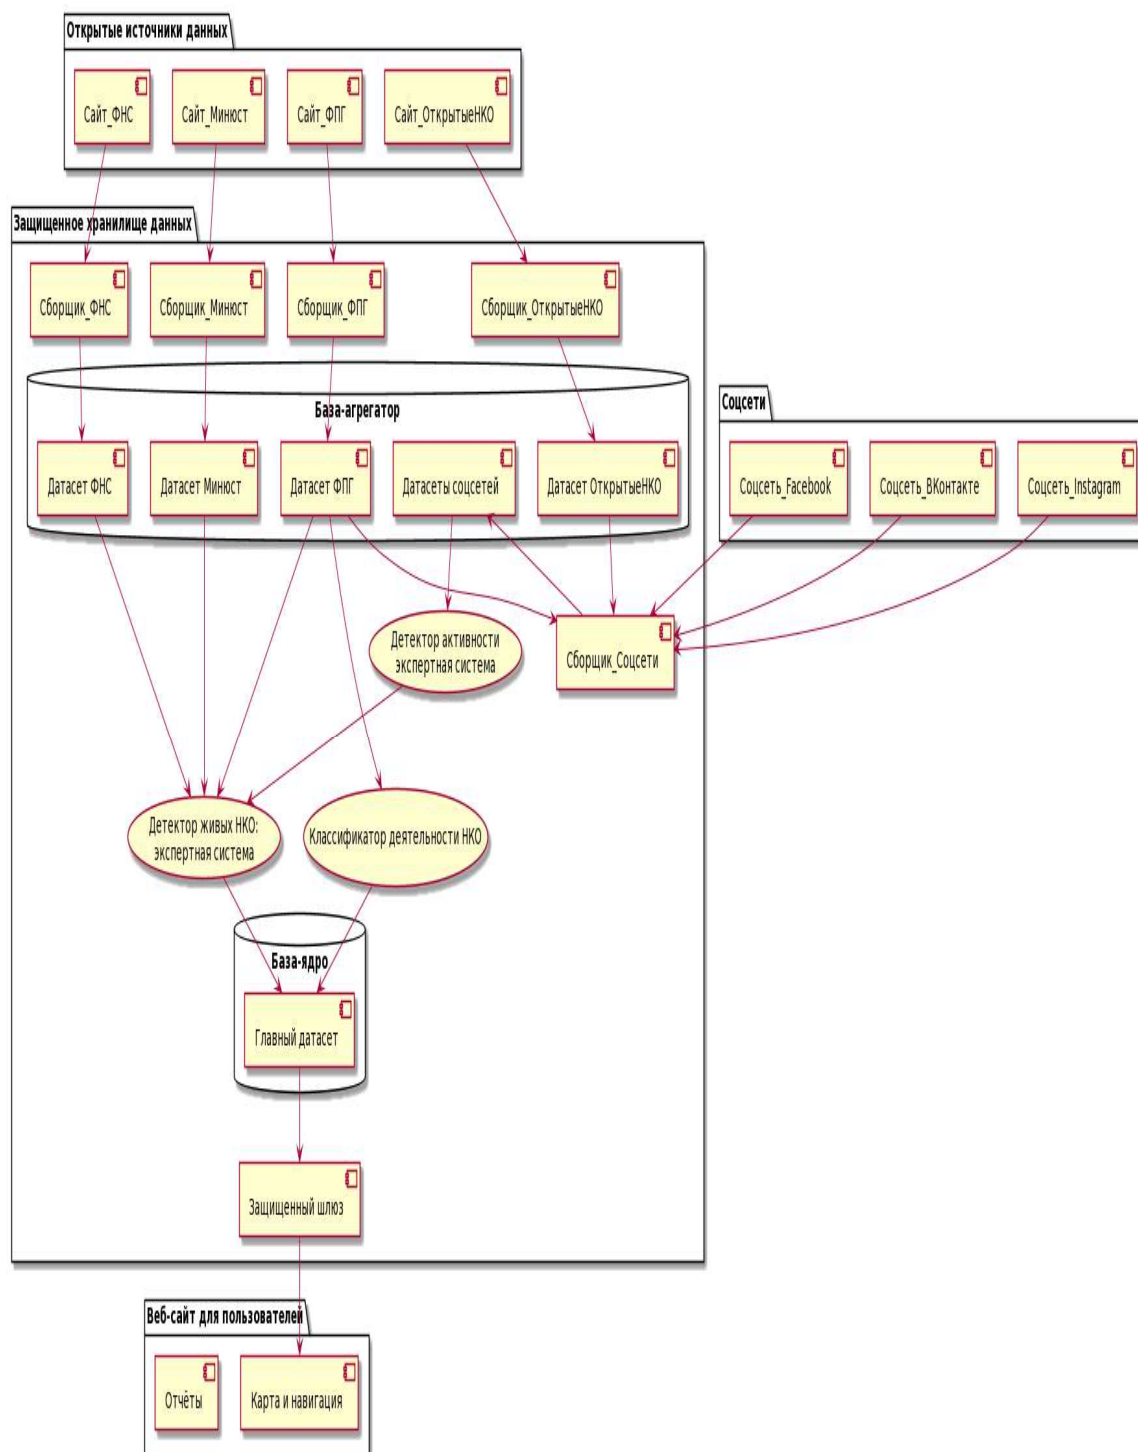 Открытые источники данных
Сайт_ФНС
Сайт_Минюст
Сайт_ФПГ
Сайт_ОткрытыеНКО
Защищенное хранилище данных
Сборщик_ФНС
Сборщик_Минюст
Сборщик_ФПГ
Сборщик_ОткрытыеНКО
База-агрегатор
Датасет ФНС
Датасет Минюст
Датасет ФПГ
Датасеты соцсетей
Датасет ОткрытыеНКО
Соцсети
Соцсеть_Facebook
Соцсеть_ВКонтакте
Соцсеть_Instagram
Детектор активности
экспертная система
Сборщик_Соцсети
Детектор живых НКО:
экспертная система
Классификатор деятельности НКО
База-ядро
Главный датасет
Защищенный шлюз
Веб-сайт для пользователей
Отчёты
Карта и навигация